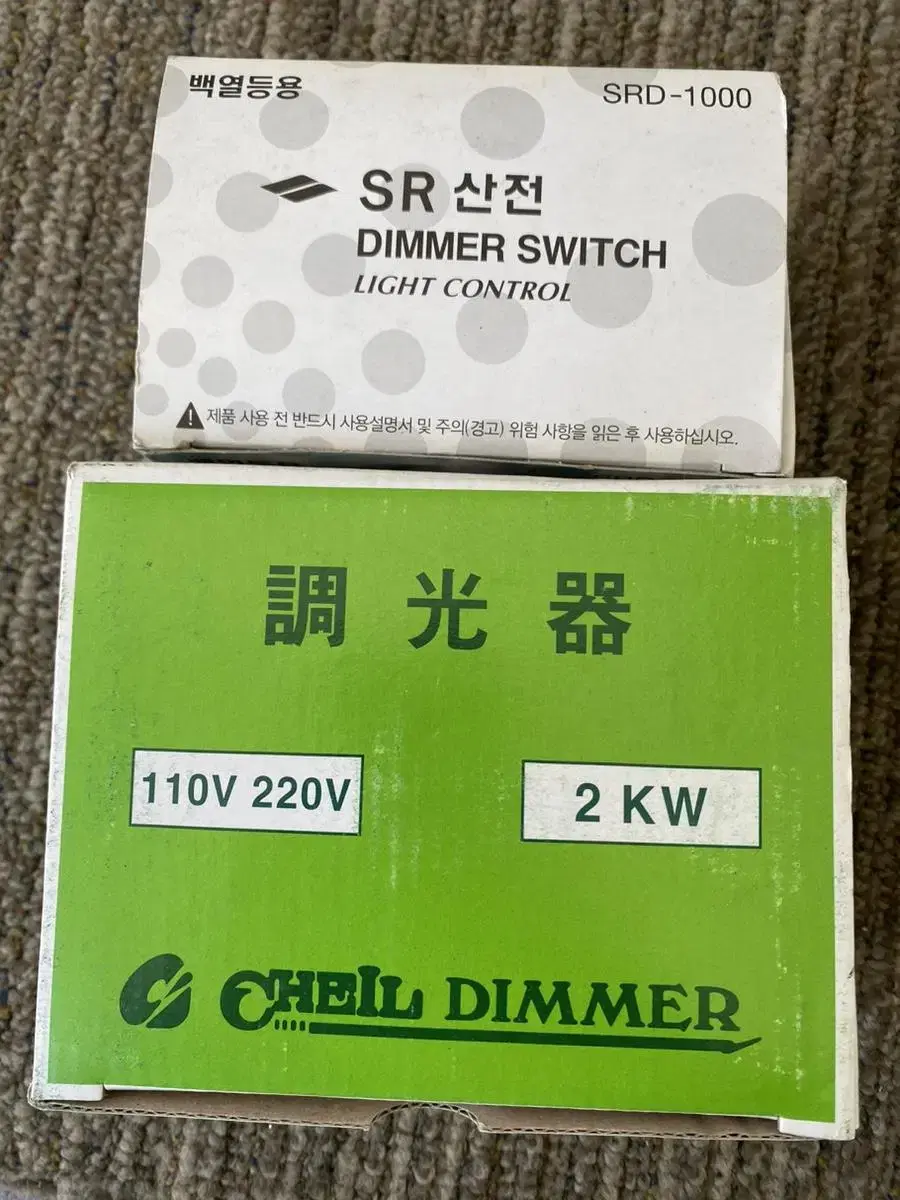 백열등용
SRD-1000
SR 산전
DIMMER SWITCH
LIGHT CONTROL
제품 사용 전 반드시 사용설명서 및 주의(경고) 위험 사항을 읽은 후 사용하십시오.
調光器
110V 220V
2 KW
CHEIL DIMMER